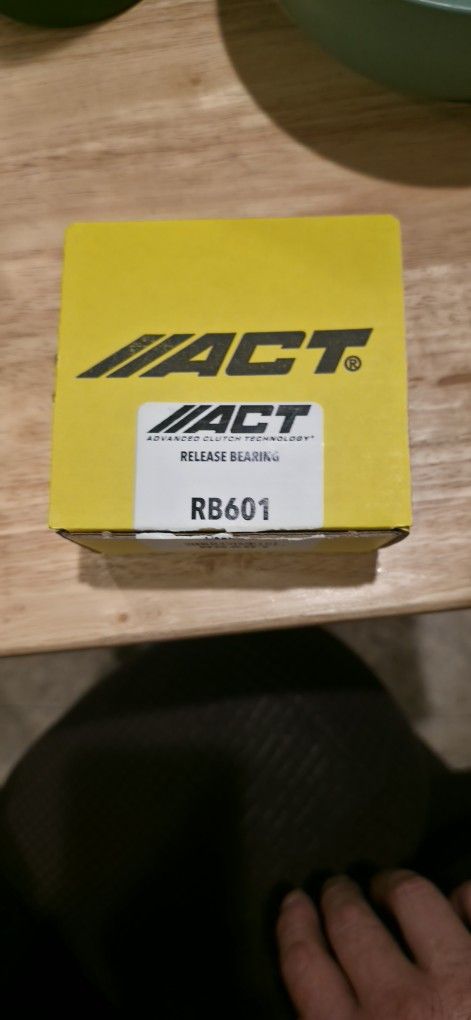 //ACT®
//ACT
ADVANCED CLUTCH TECHNOLOGY®
RELEASE BEARING
RB601